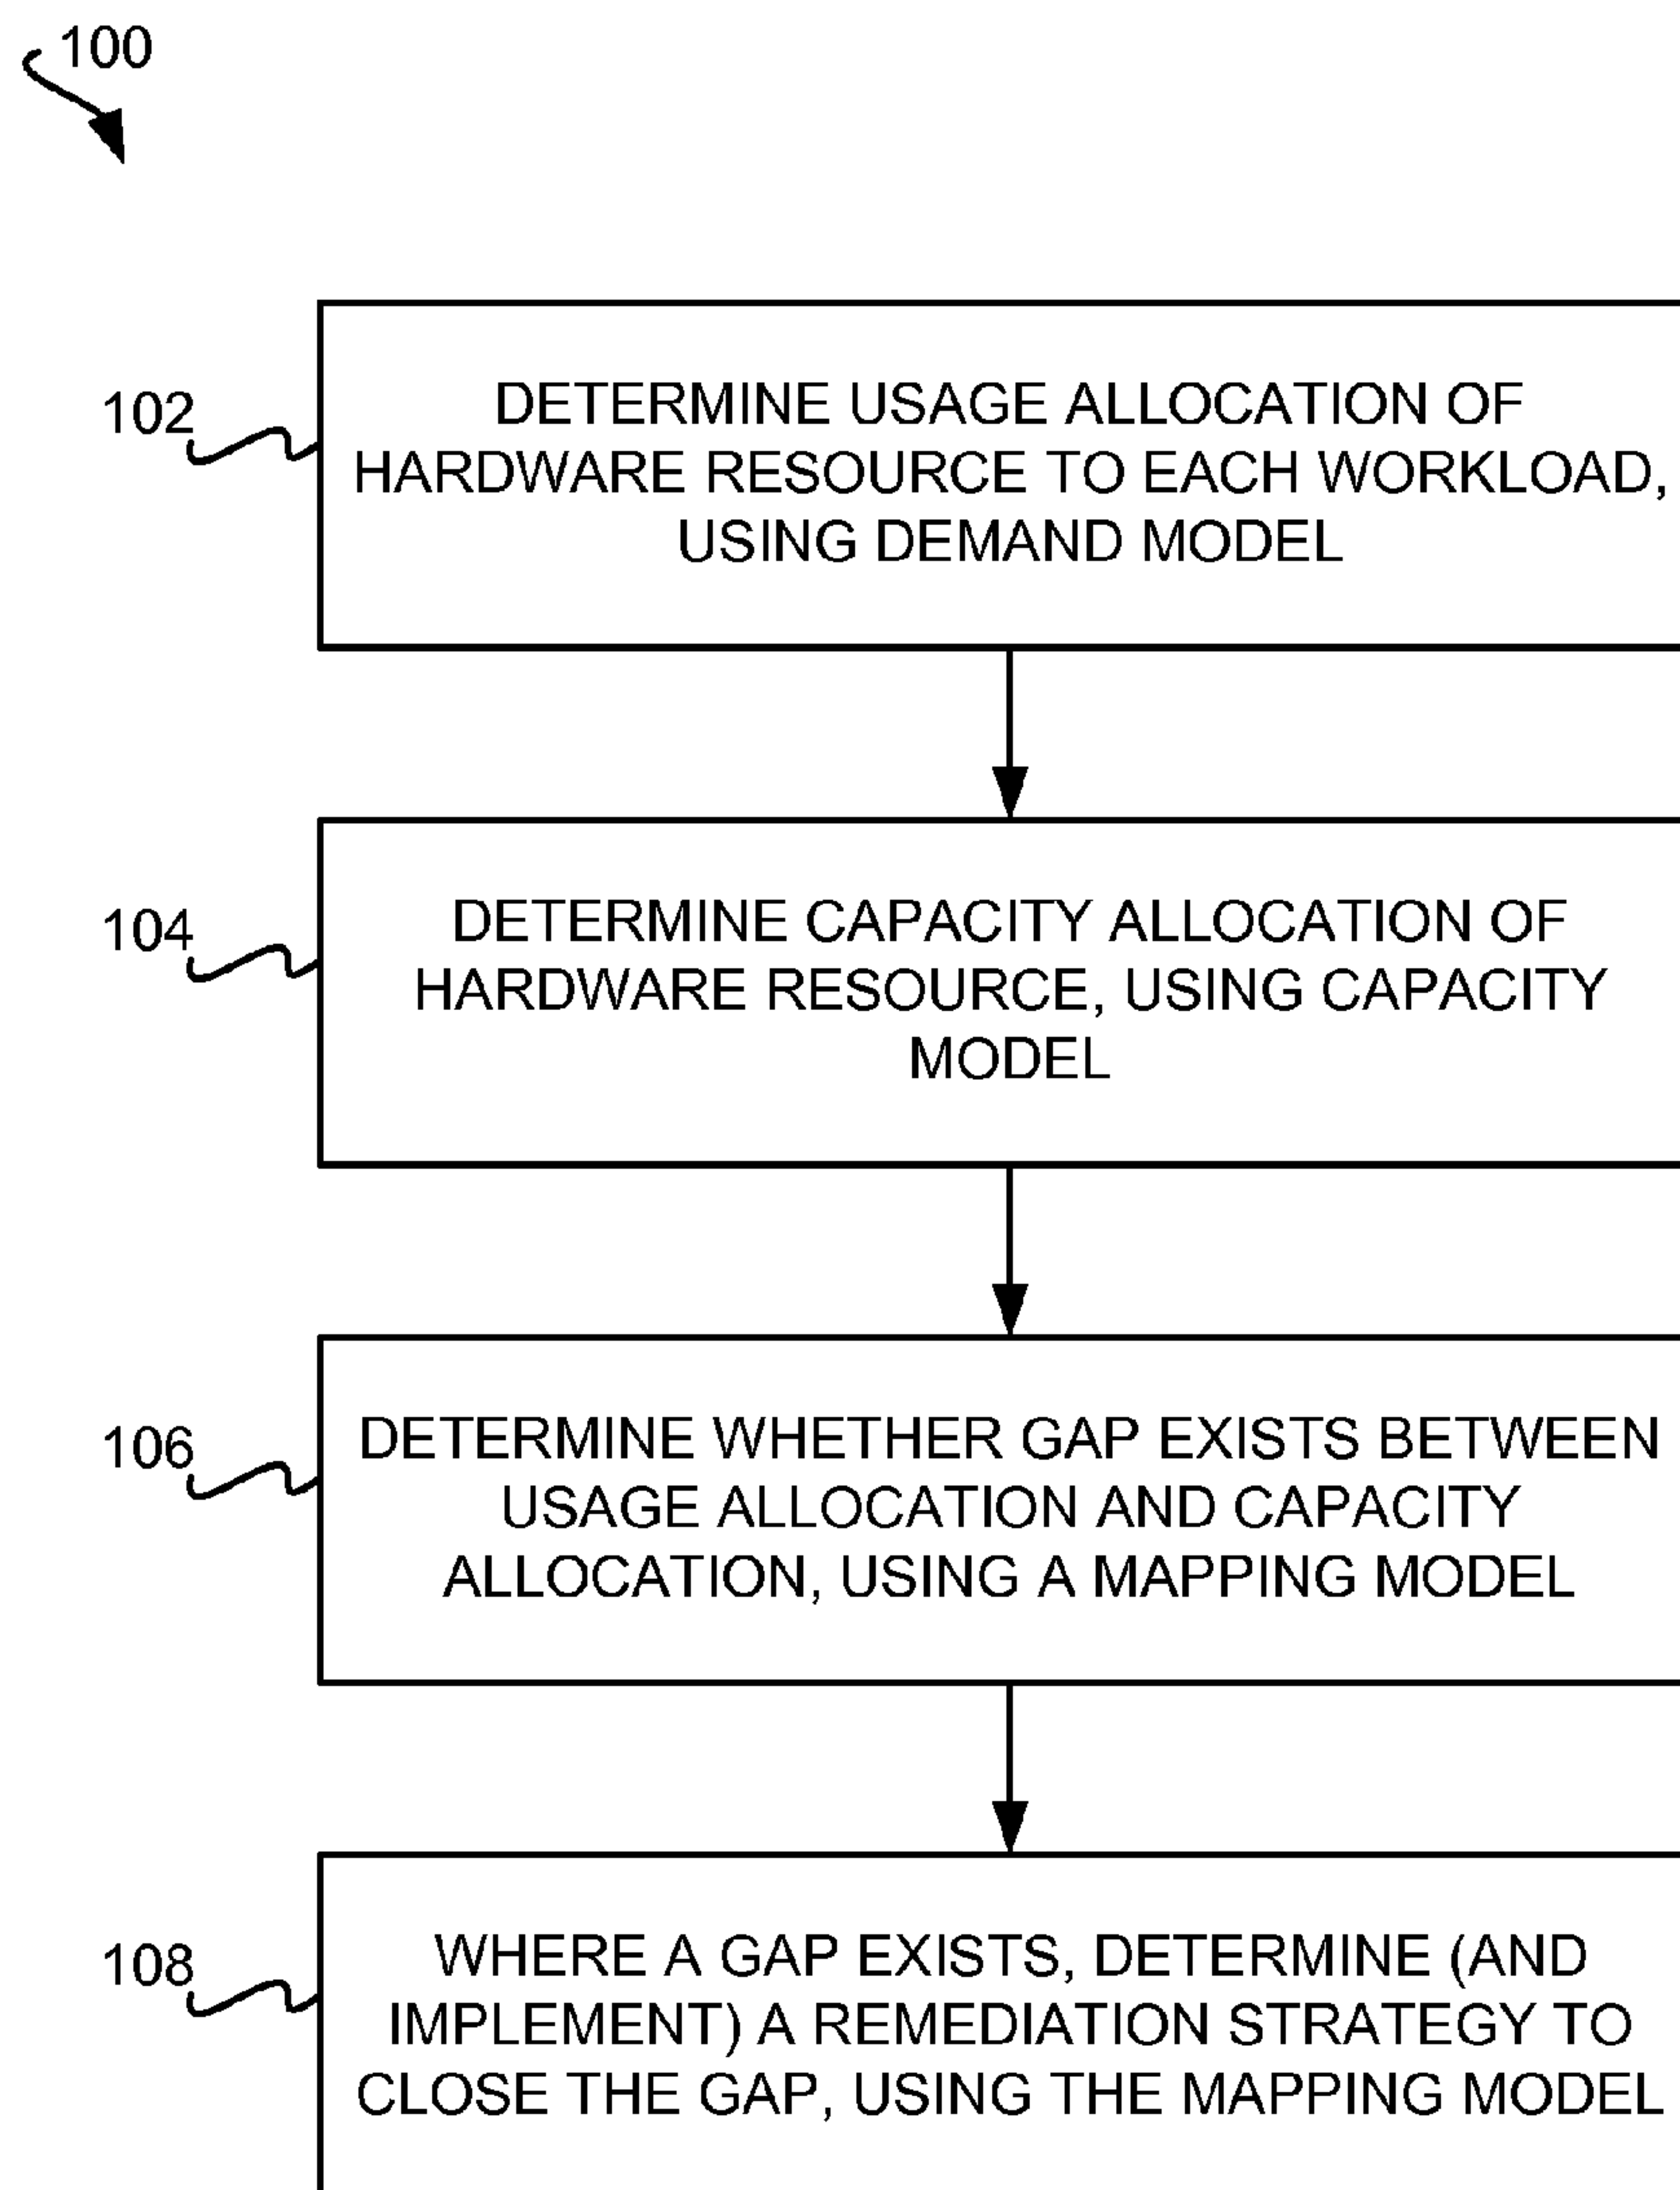 100
102
DETERMINE USAGE ALLOCATION OF
HARDWARE RESOURCE TO EACH WORKLOAD,
USING DEMAND MODEL
104
DETERMINE CAPACITY ALLOCATION OF
HARDWARE RESOURCE, USING CAPACITY
MODEL
106
DETERMINE WHETHER GAP EXISTS BETWEEN
USAGE ALLOCATION AND CAPACITY
ALLOCATION, USING A MAPPING MODEL
108
WHERE A GAP EXISTS, DETERMINE (AND
IMPLEMENT) A REMEDIATION STRATEGY TO
CLOSE THE GAP, USING THE MAPPING MODEL